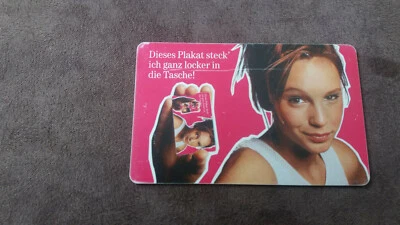 Dieses Plakat steck'
ich ganz locker in
die Tasche!